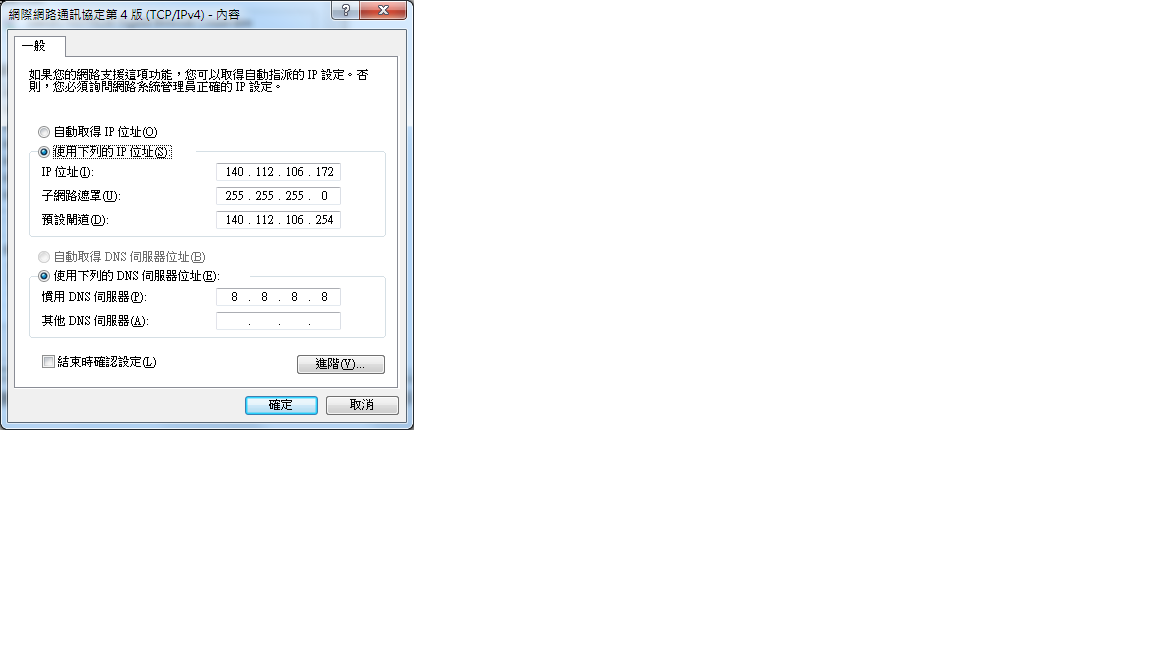 網際網路通訊協定第 4 版 (TCP/IPv4) - 內容
一般
如果您的網路支援這項功能，您可以取得自動指派的 IP 設定。否
則，您必須詢問網路系統管理員正確的 IP 設定。
自動取得 IP 位址(O)
使用下列的 IP 位址(S):
IP 位址(I): 140 . 112 . 106 . 172
子網路遮罩(U): 255 . 255 . 255 . 0
預設閘道(D): 140 . 112 . 106 . 254
自動取得 DNS 伺服器位址(B)
使用下列的 DNS 伺服器位址(E):
慣用 DNS 伺服器(P): 8 . 8 . 8 . 8
其他 DNS 伺服器(A): . . .
結束時確認設定(L)
進階(V)...
確定 取消